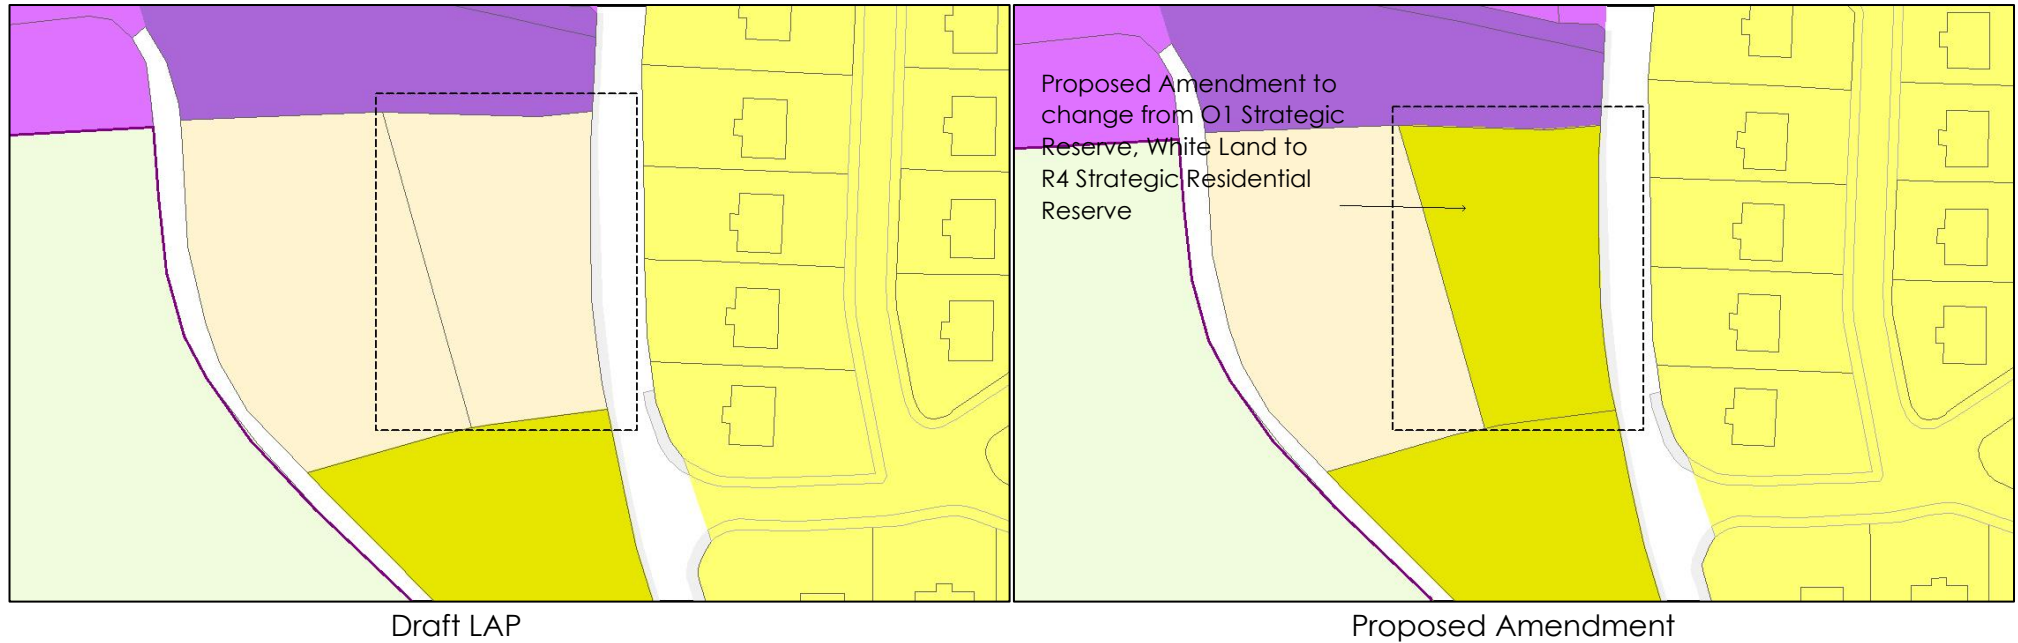 Proposed Amendment to
change from O1 Strategic
Reserve, White Land to
R4 Strategic Residential
Reserve
Draft LAP
Proposed Amendment